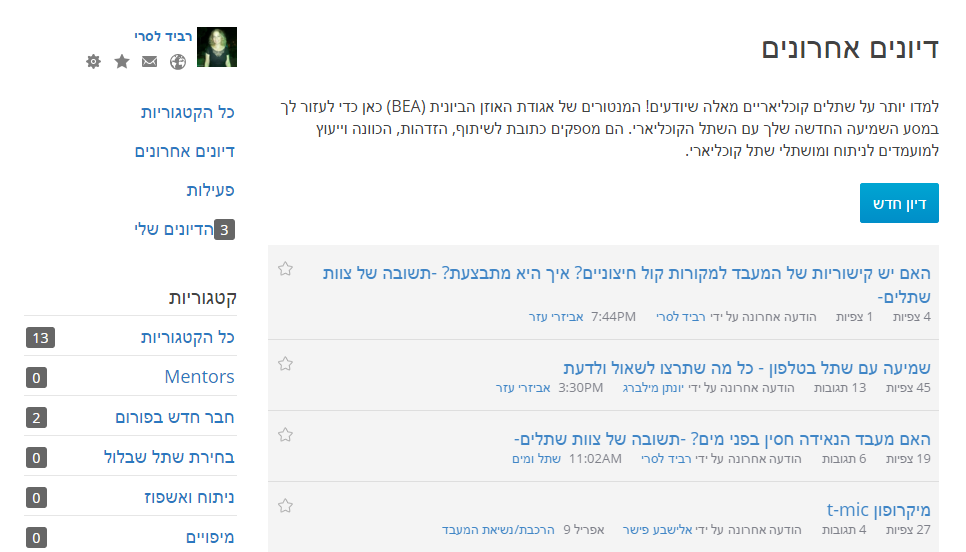 דיונים אחרונים
למדו יותר על שתלים קוכליאריים מאלה שיודעים! המנטורים של אגודת האוזן הביונית (BEA) כאן כדי לעזור לך
במסע השמיעה החדשה שלך עם השתל הקוכליארי. הם מספקים כתובת לשיתוף, הזדהות, הכוונה וייעוץ
למועמדים לניתוח ומושתלי שתל קוכליארי.
דיון חדש
האם יש קישוריות של המעבד למקורות קול חיצוניים? איך היא מתבצעת? -תשובה של צוות
שתלים-
4 צפיות 1 צפיות הודעה אחרונה על ידי רביד לסרי 7:44PM אביזרי עזר
שמיעה עם שתל בטלפון - כל מה שתרצו לשאול ולדעת
45 צפיות 13 תגובות הודעה אחרונה על ידי יונתן מילברג 3:30PM אביזרי עזר
האם מעבד הנאידה חסין בפני מים? -תשובה של צוות שתלים-
19 צפיות 6 תגובות הודעה אחרונה על ידי רביד לסרי 11:02AM שתל ומים
מיקרופון t-mic
27 צפיות 4 תגובות הודעה אחרונה על ידי אלישבע פישר אפריל 9 הרכבת/נשיאת המעבד
רביד לסרי
כל הקטגוריות
דיונים אחרונים
פעילות
3 הדיונים שלי
קטגוריות
כל הקטגוריות 13
Mentors 0
חבר חדש בפורום 2
בחירת שתל שבלול 0
ניתוח ואשפוז 0
מיפויים 0